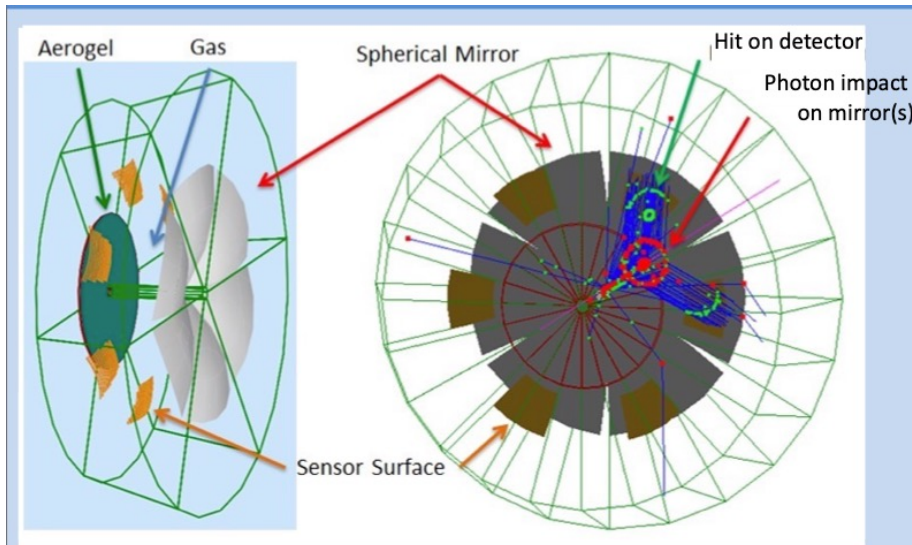 Aerogel
Gas
Spherical Mirror
Hit on detector
Photon impact
on mirror(s)
Sensor Surface